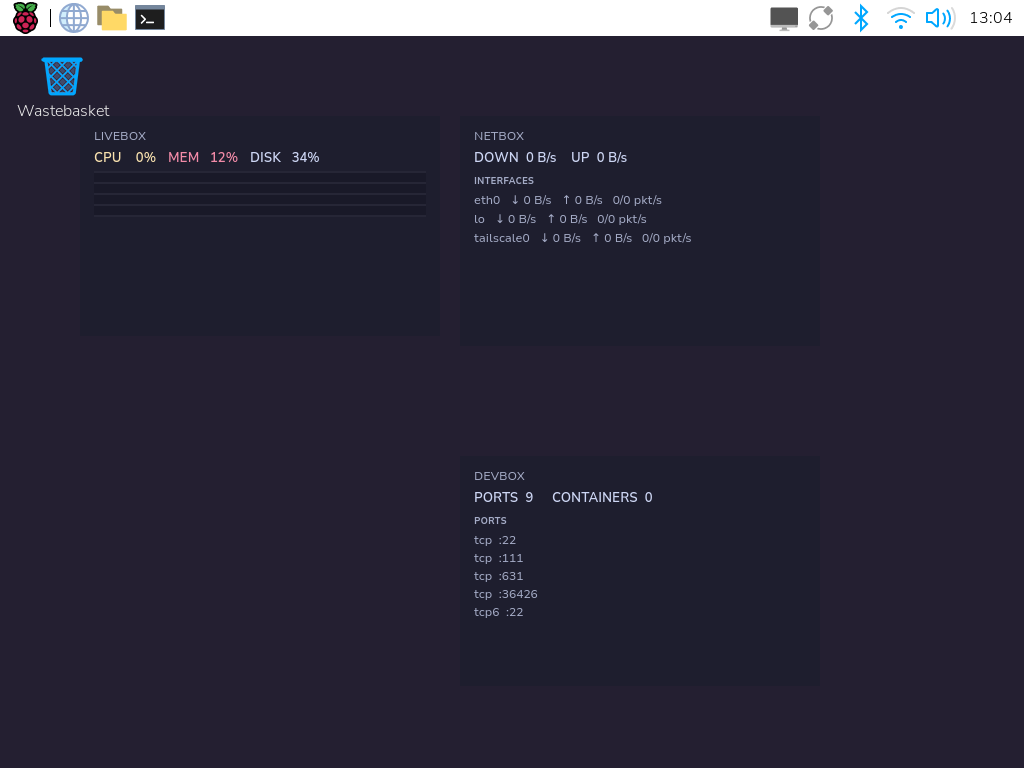 13:04
Wastebasket
LIVEBOX
CPU 0% MEM 12% DISK 34%
NETBOX
DOWN 0 B/s UP 0 B/s
INTERFACES
eth0 ↓ 0 B/s ↑ 0 B/s 0/0 pkt/s
lo ↓ 0 B/s ↑ 0 B/s 0/0 pkt/s
tailscale0 ↓ 0 B/s ↑ 0 B/s 0/0 pkt/s
DEVBOX
PORTS 9 CONTAINERS 0
PORTS
tcp :22
tcp :111
tcp :631
tcp :36426
tcp6 :22